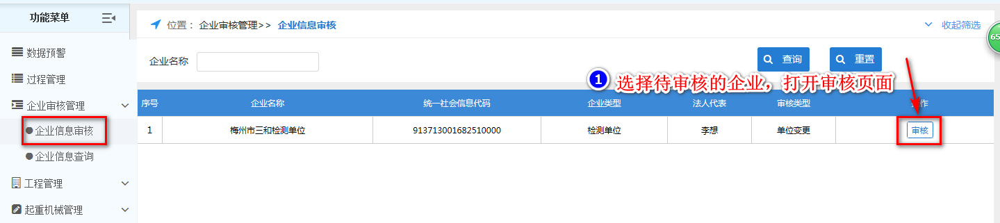 功能菜单
位置： 企业审核管理>> 企业信息审核
收起筛选
65
数据预警
过程管理
企业审核管理
企业信息审核
企业信息查询
工程管理
起重机械管理
企业名称
查询
重置
1 选择待审核的企业，打开审核页面
序号 企业名称 统一社会信息代码 企业类型 法人代表 审核类型 作
1 梅州市三和检测单位 913713001682510000 检测单位 李想 单位变更 审核